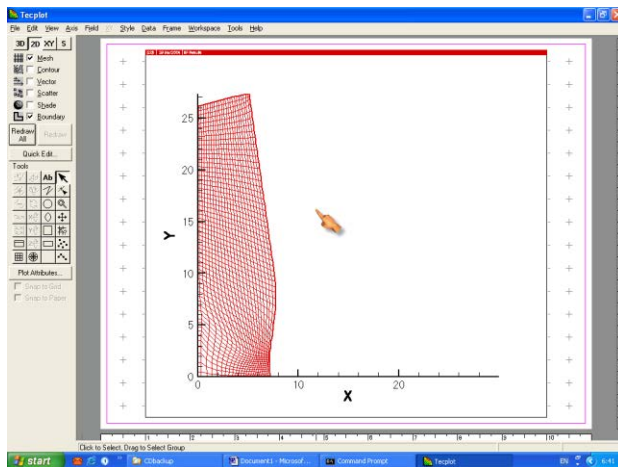 Tecplot
File Edit View Axis Field Style Data Frame Workspace Tools Help
3D 2D XY S
Mesh
Contour
Vector
Scatter
Shade
Boundary
Redraw All
Redraw
Quick Edit...
Tools
Ab
Plot Attributes...
Snap to Grid
Snap to Paper
25
20
15
10
5
0
Y
0 10 20
X
Click to Select, Drag to Select Group
start
CDbackup
Document1 - Microsof...
Command Prompt
Tecplot
EN
6:41